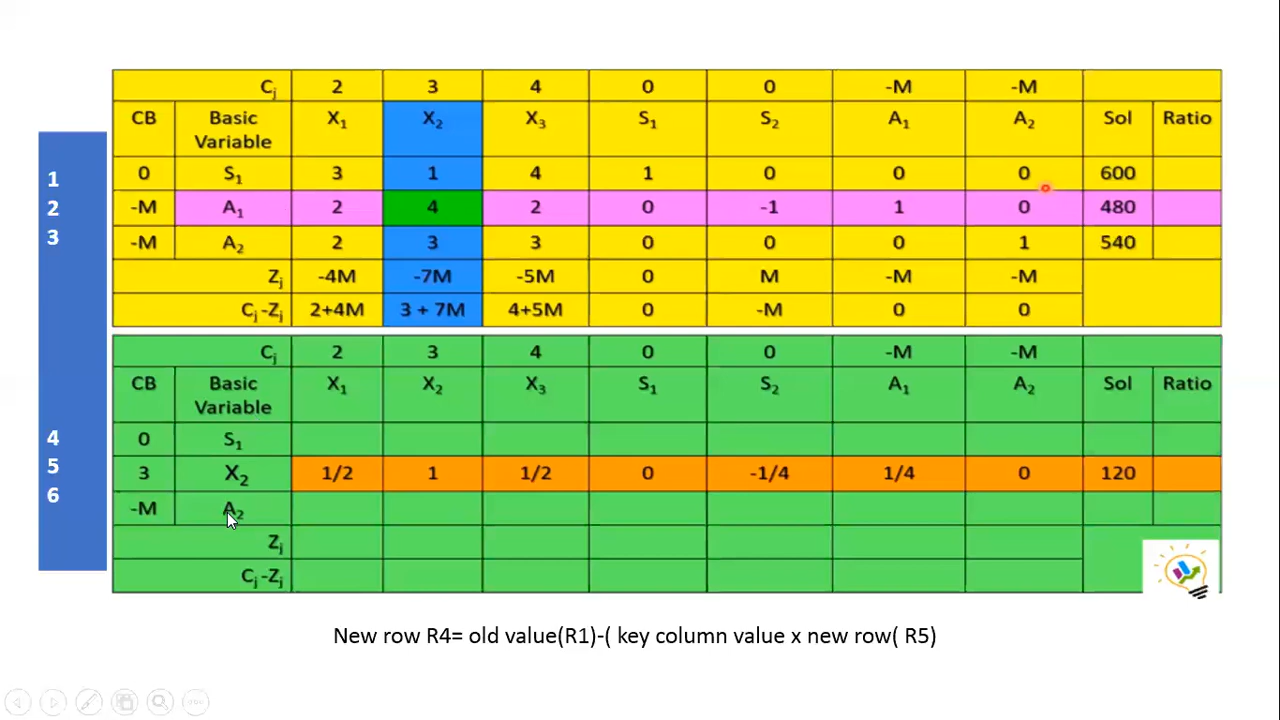 Cj 2 3 4 0 0 -M -M
CB Basic Variable X1 X2 X3 S1 S2 A1 A2 Sol Ratio
1 0 S1 3 1 4 1 0 0 0 600
2 -M A1 2 4 2 0 -1 1 0 480
3 -M A2 2 3 3 0 0 0 1 540
Zj -4M -7M -5M 0 M -M -M
Cj -Zj 2+4M 3 + 7M 4+5M 0 -M 0 0
Cj 2 3 4 0 0 -M -M
CB Basic Variable X1 X2 X3 S1 S2 A1 A2 Sol Ratio
4 0 S1
5 3 X2 1/2 1 1/2 0 -1/4 1/4 0 120
6 -M A2
Zj
Cj -Zj
New row R4= old value(R1)-( key column value x new row( R5)